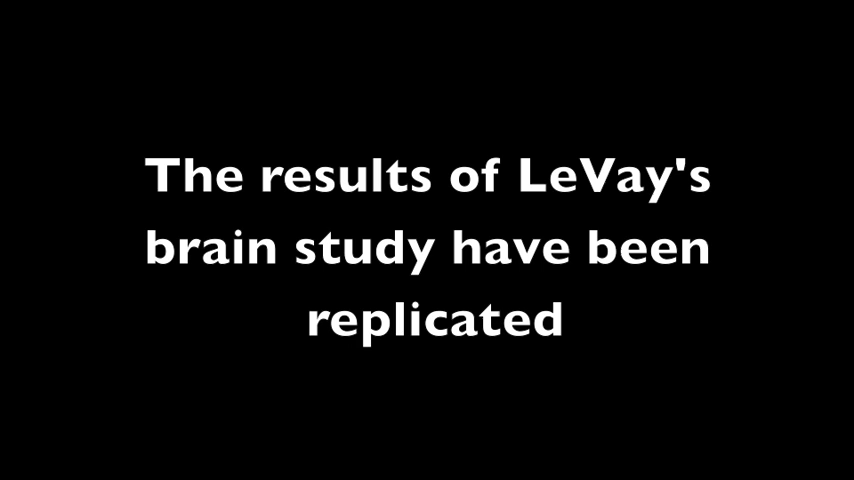 The results of LeVay's
brain study have been
replicated